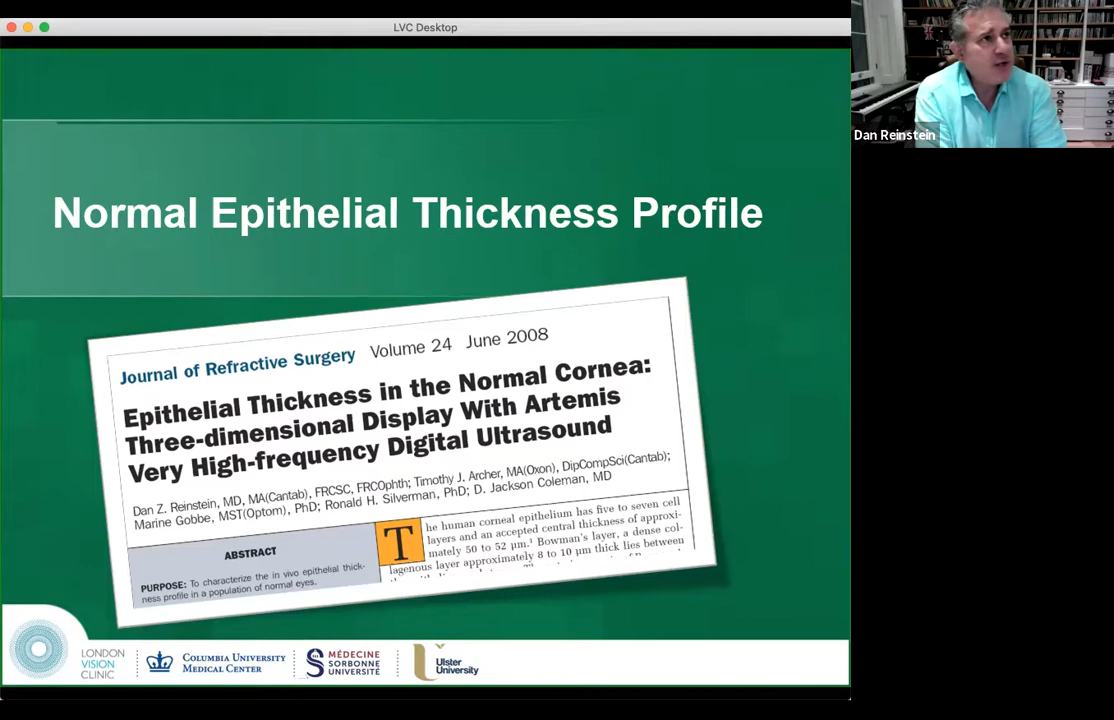 LVC Desktop
Dan Reinstein
Normal Epithelial Thickness Profile
Journal of Refractive Surgery Volume 24 June 2008
Epithelial Thickness in the Normal Cornea:
Three-dimensional Display With Artemis
Very High-frequency Digital Ultrasound
Dan Z. Reinstein, MD, MA(Cantab), FRCSC, FRCOphth; Timothy J. Archer, MA(Oxon), DipCompSci(Cantab);
Marine Gobbe, MST(Optom), PhD; Ronald H. Silverman, PhD; D. Jackson Coleman, MD
ABSTRACT
PURPOSE: To characterize the in vivo epithelial thick-
ness profile in a population of normal eyes.
The human corneal epithelium has five to seven cell
layers and an accepted central thickness of approxi-
mately 50 to 52 μm.¹ Bowman's layer, a dense col-
lagenous layer approximately 8 to 10 μm thick lies between
LONDON
VISION
CLINIC
COLUMBIA UNIVERSITY
MEDICAL CENTER
MÉDECINE
SORBONNE
UNIVERSITÉ
Ulster
University